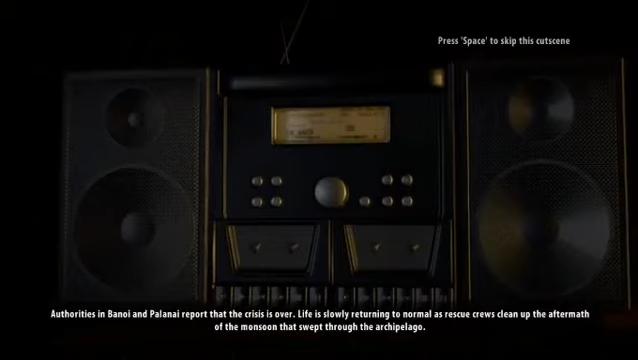 Press 'Space' to skip this cutscene
Authorities in Banoi and Palanai report that the crisis is over. Life is slowly returning to normal as rescue crews clean up the aftermath
of the monsoon that swept through the archipelago.